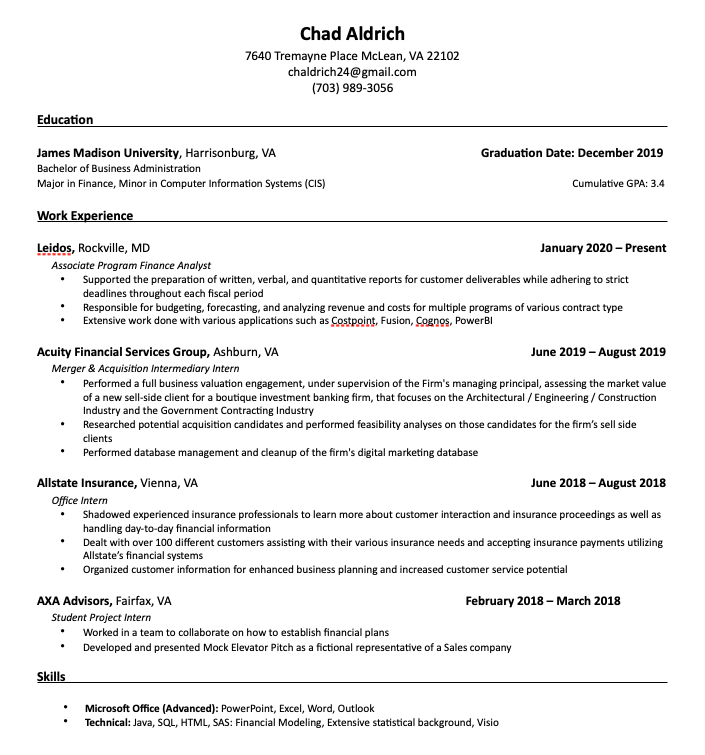 Chad Aldrich
7640 Tremayne Place McLean, VA 22102
chaldrich24@gmail.com
(703) 989-3056
Education
James Madison University, Harrisonburg, VA Graduation Date: December 2019
Bachelor of Business Administration
Major in Finance, Minor in Computer Information Systems (CIS) Cumulative GPA: 3.4
Work Experience
Leidos, Rockville, MD January 2020 – Present
Associate Program Finance Analyst
• Supported the preparation of written, verbal, and quantitative reports for customer deliverables while adhering to strict
deadlines throughout each fiscal period
• Responsible for budgeting, forecasting, and analyzing revenue and costs for multiple programs of various contract type
• Extensive work done with various applications such as Costpoint, Fusion, Cognos, PowerBI
Acuity Financial Services Group, Ashburn, VA June 2019 – August 2019
Merger & Acquisition Intermediary Intern
• Performed a full business valuation engagement, under supervision of the Firm's managing principal, assessing the market value
of a new sell-side client for a boutique investment banking firm, that focuses on the Architectural / Engineering / Construction
Industry and the Government Contracting Industry
• Researched potential acquisition candidates and performed feasibility analyses on those candidates for the firm's sell side
clients
• Performed database management and cleanup of the firm's digital marketing database
Allstate Insurance, Vienna, VA June 2018 – August 2018
Office Intern
• Shadowed experienced insurance professionals to learn more about customer interaction and insurance proceedings as well as
handling day-to-day financial information
• Dealt with over 100 different customers assisting with their various insurance needs and accepting insurance payments utilizing
Allstate's financial systems
• Organized customer information for enhanced business planning and increased customer service potential
AXA Advisors, Fairfax, VA February 2018 – March 2018
Student Project Intern
• Worked in a team to collaborate on how to establish financial plans
• Developed and presented Mock Elevator Pitch as a fictional representative of a Sales company
Skills
• Microsoft Office (Advanced): PowerPoint, Excel, Word, Outlook
• Technical: Java, SQL, HTML, SAS: Financial Modeling, Extensive statistical background, Visio